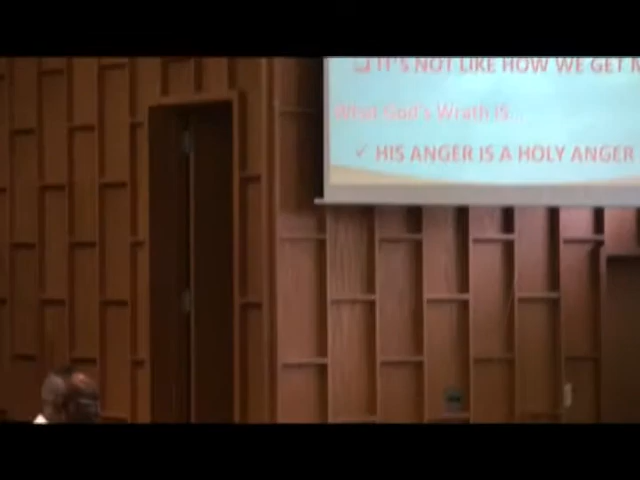 ❑ IT'S NOT LIKE HOW WE GET M
What God's Wrath IS...
✓ HIS ANGER IS A HOLY ANGER